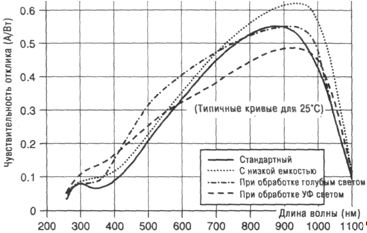 Чувствительность отклика (А/Вт)
0.6
0.5
0.4
0.3
0.2
0.1
0
(Типичные кривые для 25°C)
Стандартный
С низкой емкостью
При обработке голубым светом
При обработке УФ светом
200 300 400 500 600 700 800 900 1000 1100
Длина волны (нм)